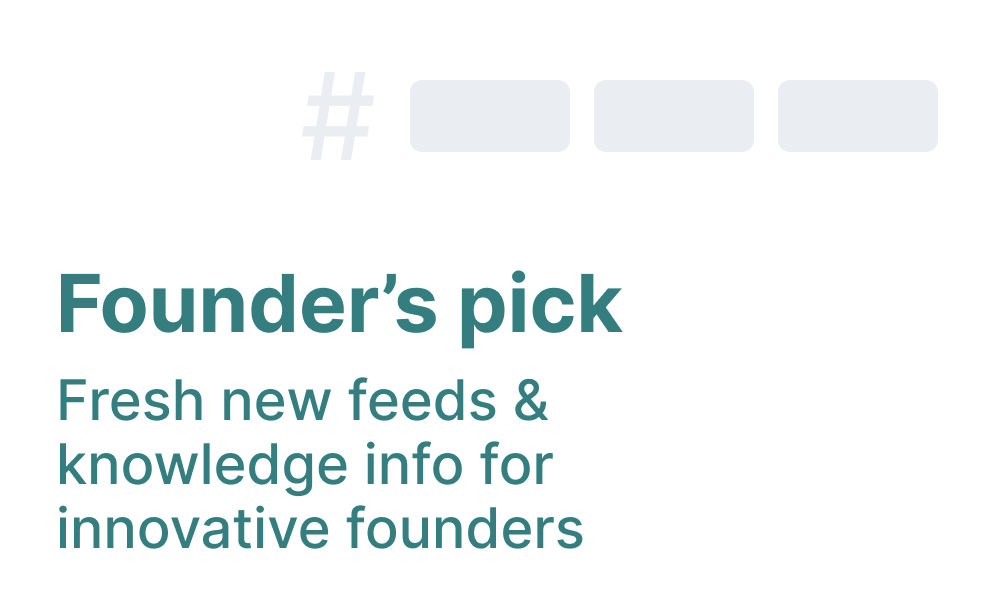 #
Founder’s pick
Fresh new feeds &
knowledge info for
innovative founders